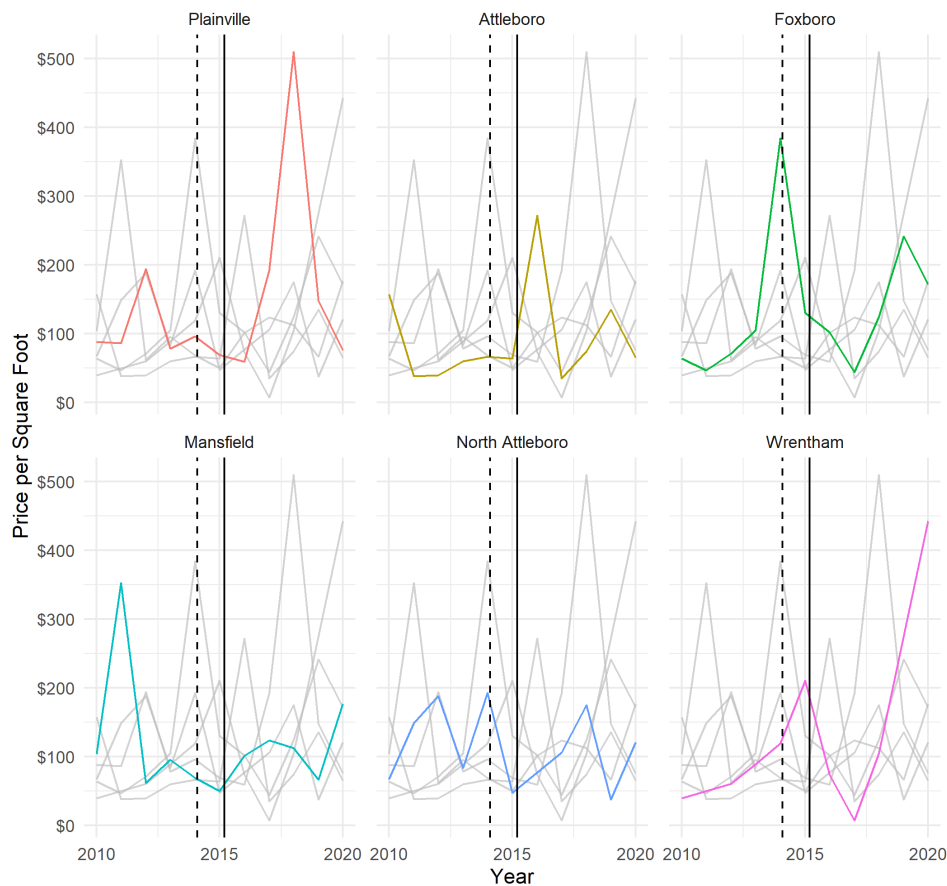 Plainville Attleboro Foxboro
$500
$400
$300
$200
$100
$0
Price per Square Foot
Mansfield North Attleboro Wrentham
$500
$400
$300
$200
$100
$0
2010 2015 2020 2010 2015 2020 2010 2015 2020
Year